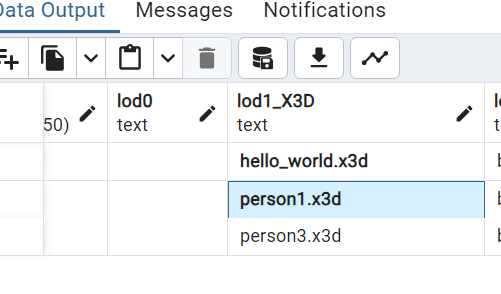 Data Output Messages Notifications
50) lod0 lod1_X3D
text text
hello_world.x3d
person1.x3d
person3.x3d